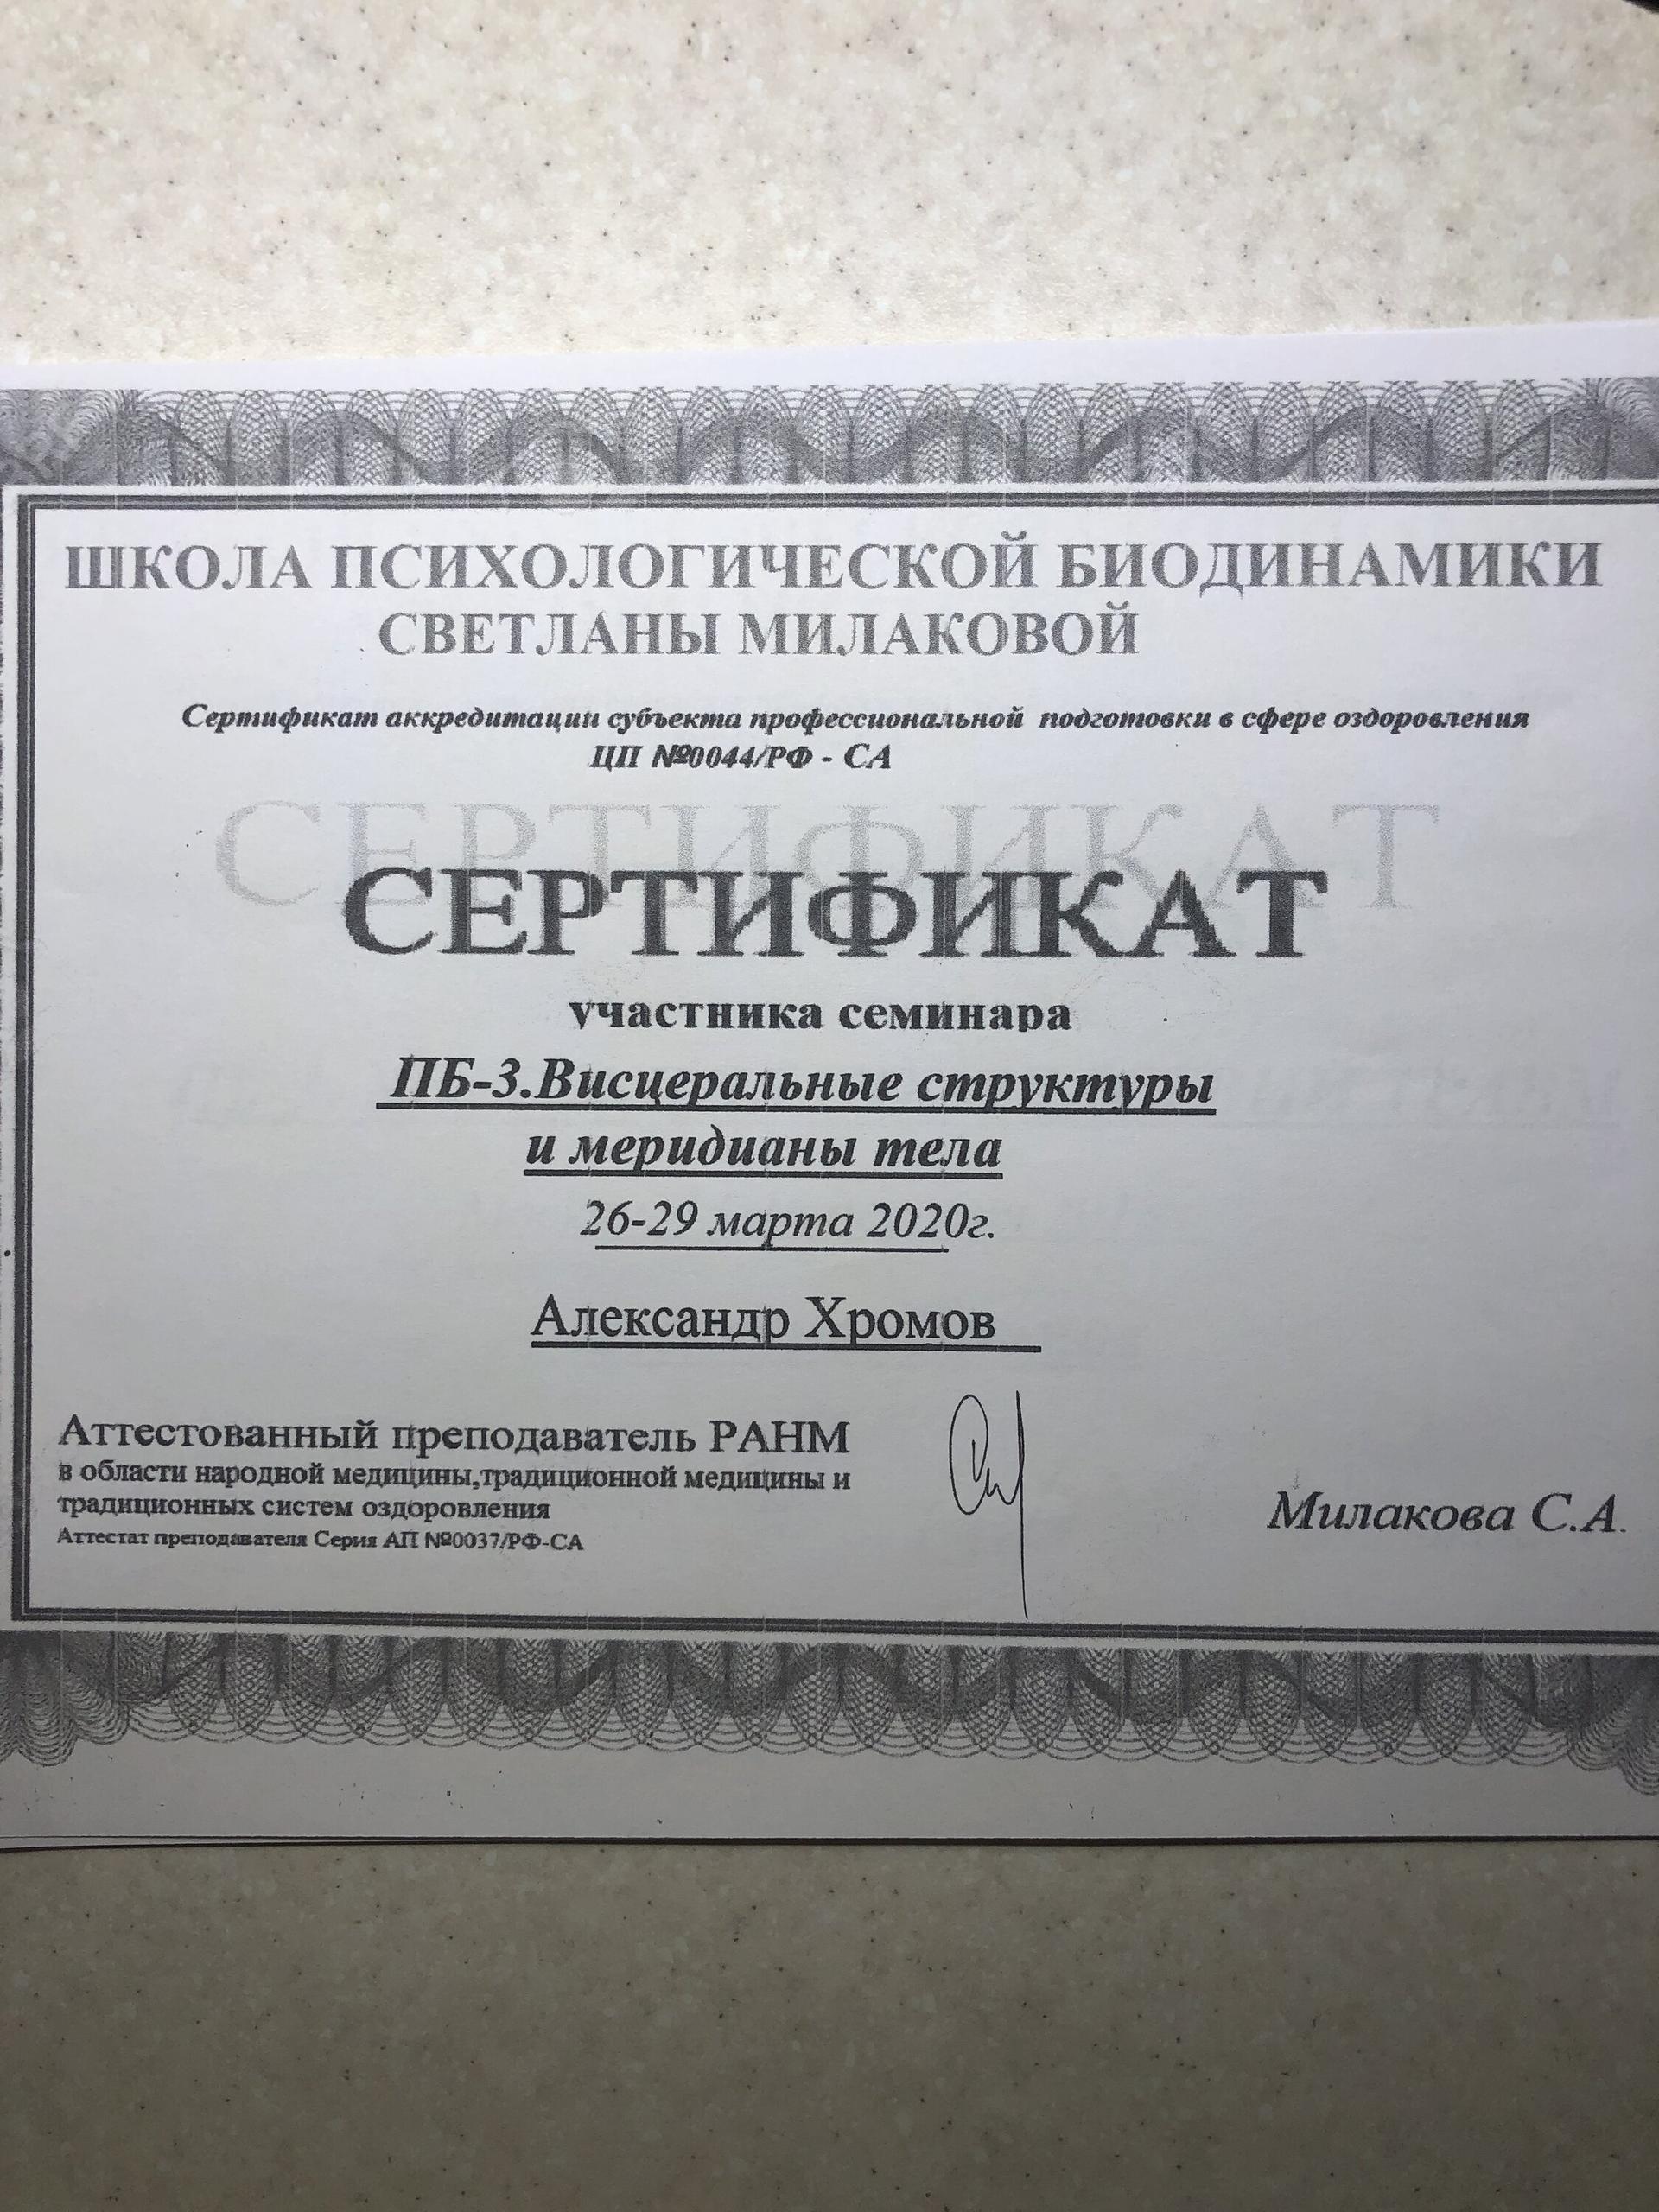 ШКОЛА ПСИХОЛОГИЧЕСКОЙ БИОДИНАМИКИ
СВЕТЛАНЫ МИЛАКОВОЙ
Сертификат аккредитации субъекта профессиональной подготовки в сфере оздоровления
ЦП №0044/РФ - СА
СЕРТИФИКАТ
СЕРТИФИКАТ
участника семинара
ПБ-3.Висцеральные структуры
и меридианы тела
26-29 марта 2020г.
Александр Хромов
Аттестованный преподаватель РАНМ
в области народной медицины,традиционной медицины и
традиционных систем оздоровления
Аттестат преподавателя Серия АП №0037/РФ-СА
Милакова С.А.